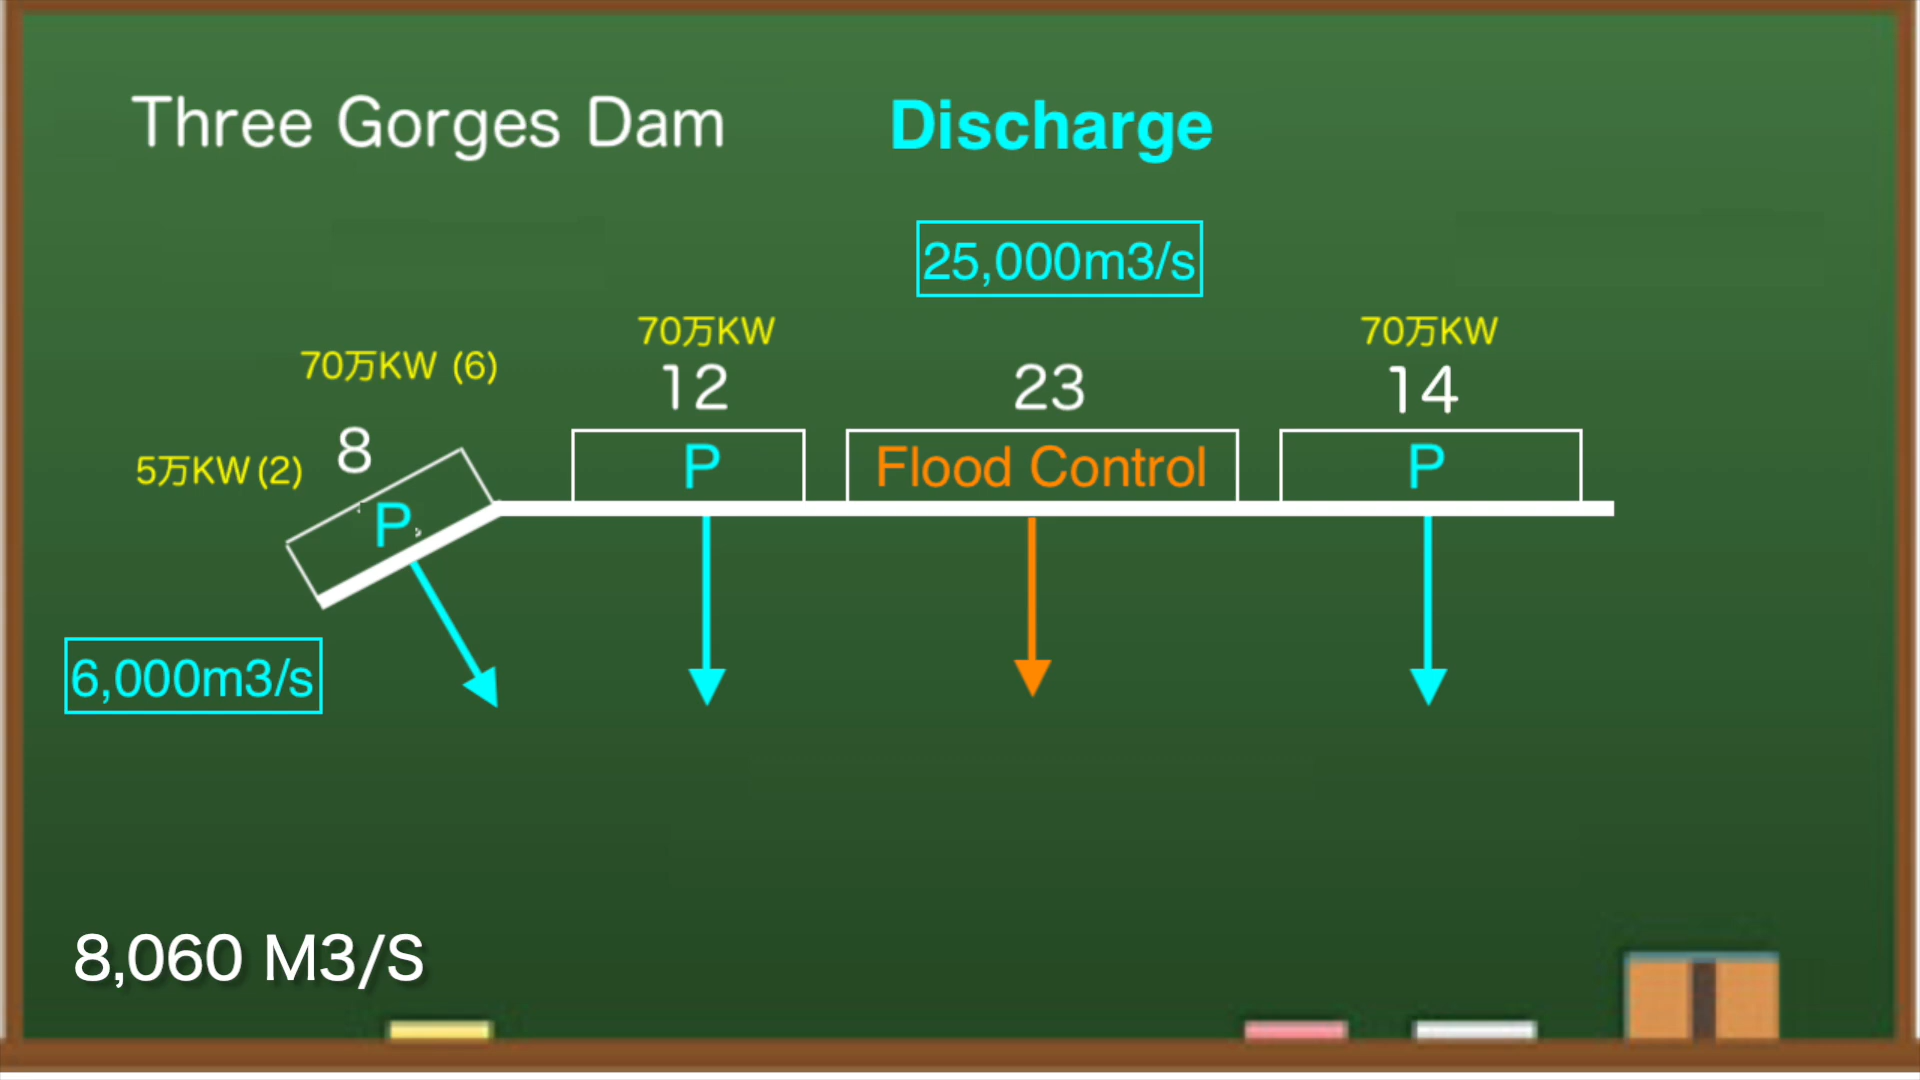 Three Gorges Dam
Discharge
25,000m3/s
70万KW
70万KW
70万KW (6)
12
23
14
8
5万KW (2)
P
Flood Control
P
P
6,000m3/s
8,060 M3/S